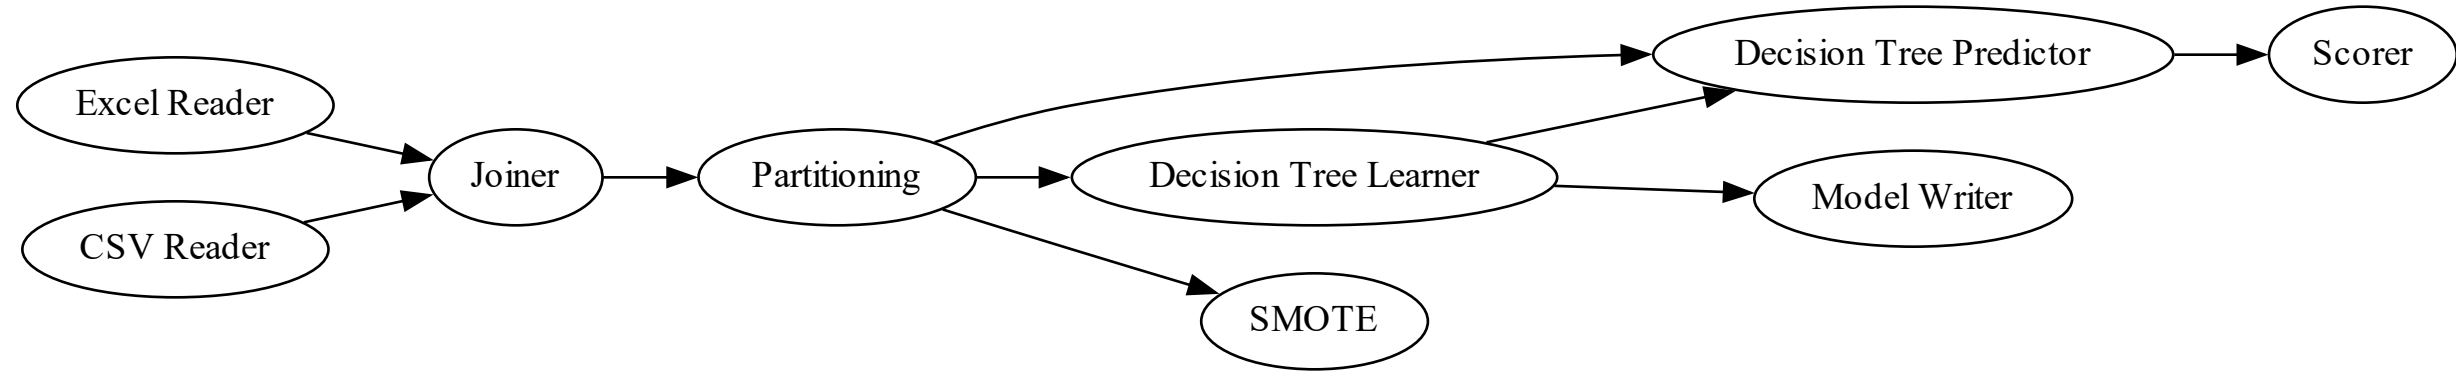 Excel Reader
CSV Reader
Joiner
Partitioning
Decision Tree Learner
SMOTE
Decision Tree Predictor
Model Writer
Scorer